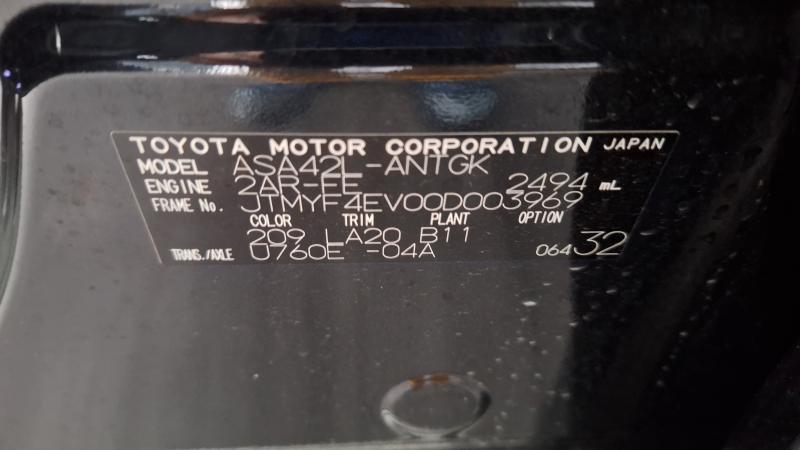 TOYOTA MOTOR CORPORATION JAPAN
MODEL ASA42L-ANTGK
ENGINE 2AR-FE 2494 mL
FRAME No. JTMYF4EV00D003969
COLOR TRIM PLANT OPTION
209 LA20 B11
TRANS./AXLE U760E -04A 06432